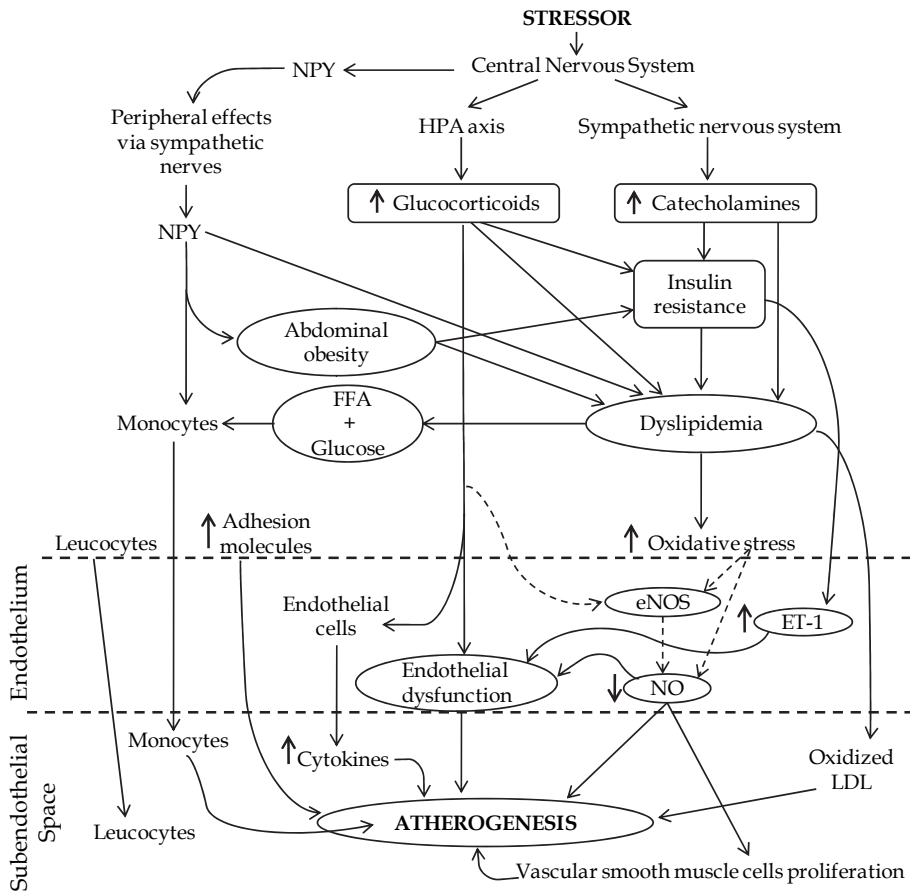 STRESSOR
Central Nervous System
NPY
Peripheral effects
via sympathetic
nerves
HPA axis
Sympathetic nervous system
↑ Glucocorticoids
↑ Catecholamines
NPY
Insulin
resistance
Abdominal
obesity
FFA
+
Glucose
Monocytes
Dyslipidemia
Leucocytes
↑ Adhesion
molecules
↑ Oxidative stress
Endothelium
Endothelial
cells
eNOS
↑ ET-1
Endothelial
dysfunction
↓ NO
Subendothelial
Space
Monocytes
↑ Cytokines
Oxidized
LDL
Leucocytes
ATHEROGENESIS
Vascular smooth muscle cells proliferation